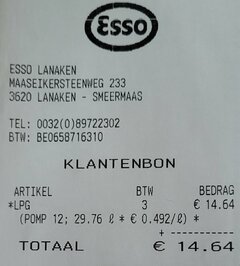 Esso
ESSO LANAKEN
MAASEIKERSTEENWEG 233
3620 LANAKEN - SMEERMAAS
TEL: 0032(0)89722302
BTW: BE0658716310
KLANTENBON
ARTIKEL BTW BEDRAG
*LPG 3 € 14.64
(POMP 12; 29.76 ℓ * € 0.492/ℓ) *
+ -----------
TOTAAL € 14.64